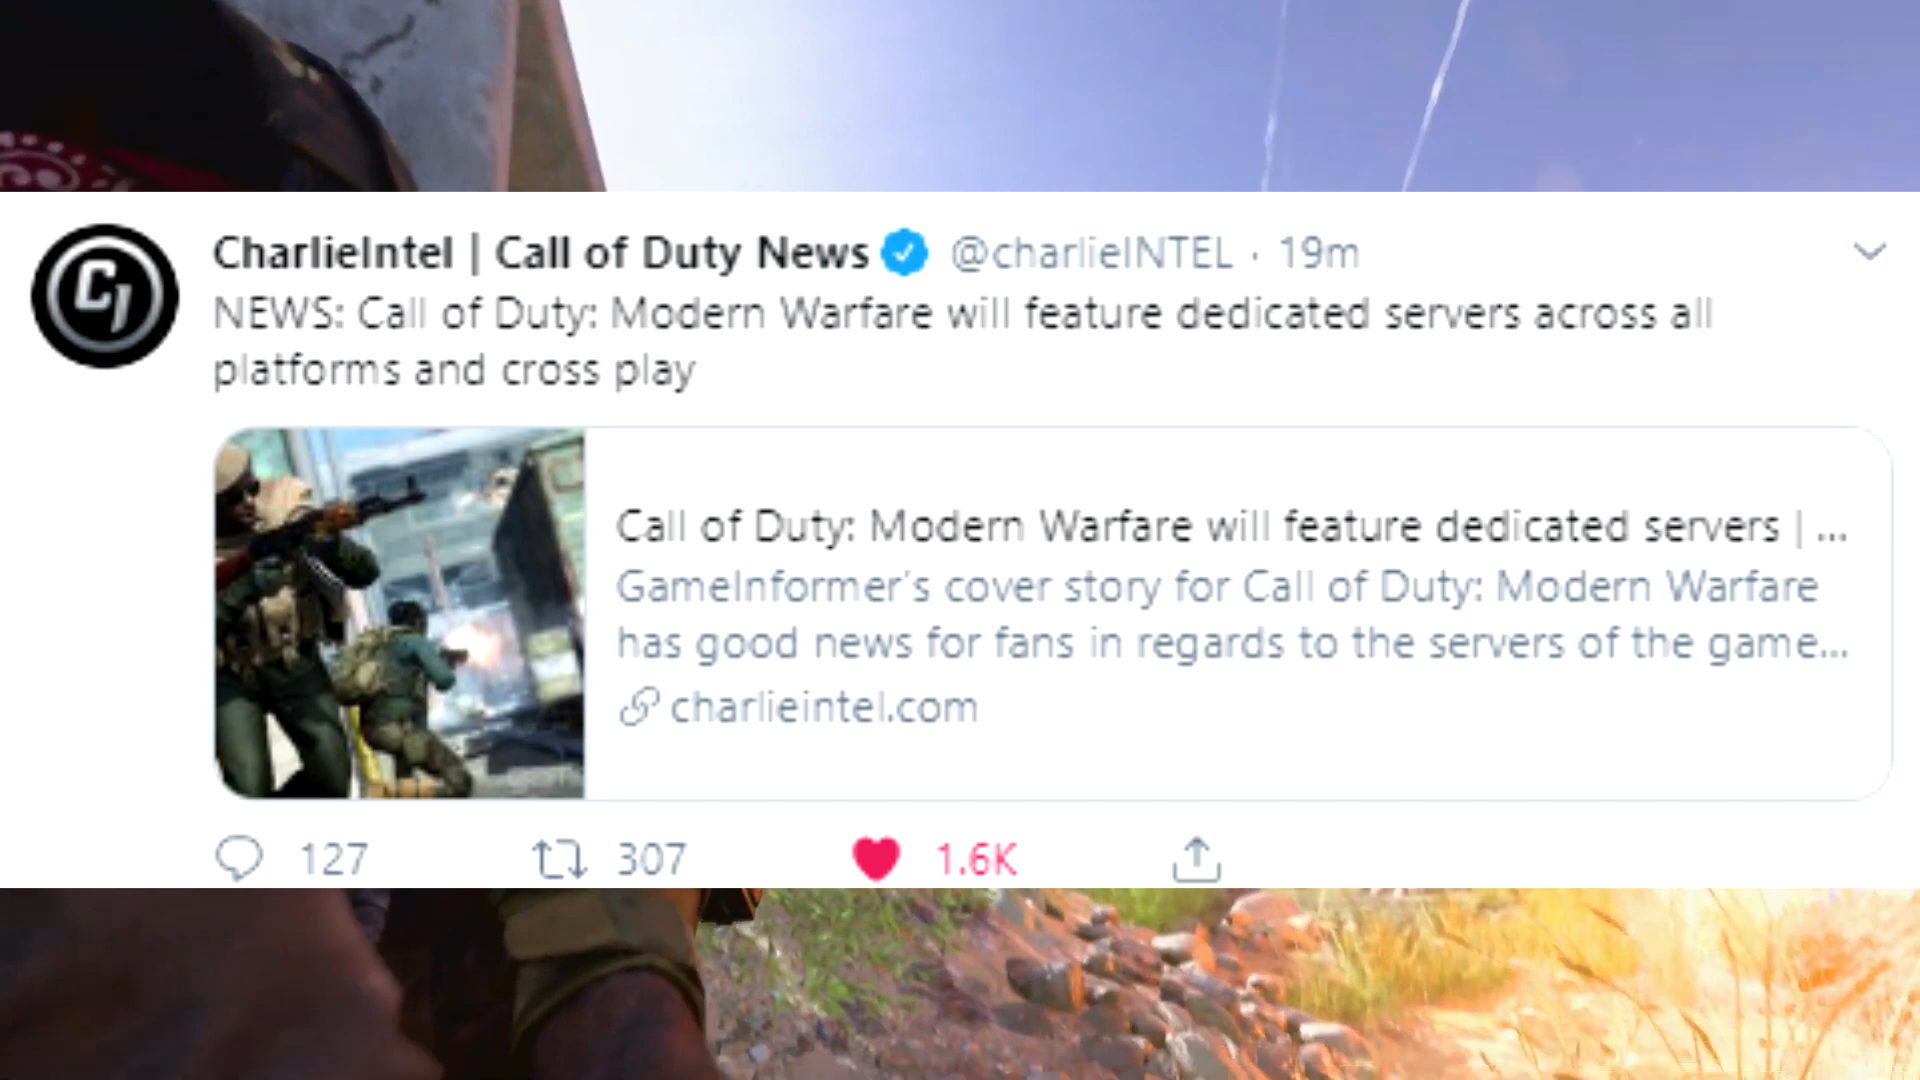 CharlieIntel | Call of Duty News @charlieINTEL · 19m
NEWS: Call of Duty: Modern Warfare will feature dedicated servers across all
platforms and cross play
Call of Duty: Modern Warfare will feature dedicated servers | ...
GameInformer's cover story for Call of Duty: Modern Warfare
has good news for fans in regards to the servers of the game...
charlieintel.com
127 307 1.6K